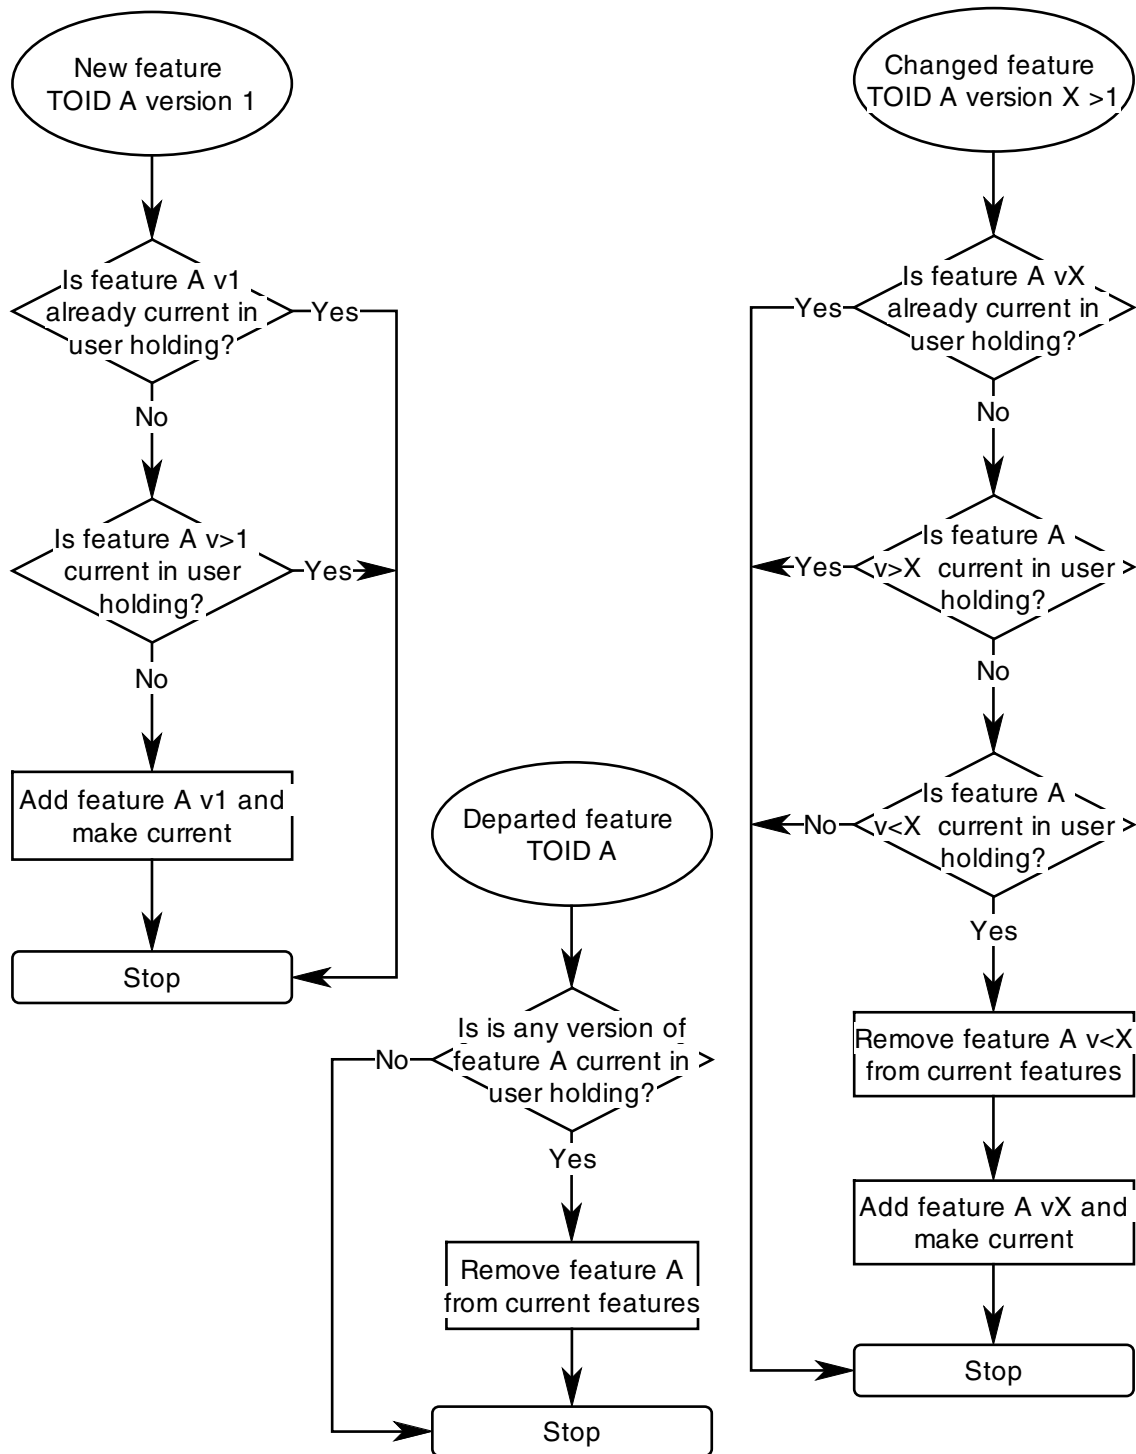 New feature
TOID A version 1
Is feature A v1
already current in
user holding?
Yes
No
Is feature A v>1
current in user
holding?
Yes
No
Add feature A v1 and
make current
Stop
Departed feature
TOID A
Is is any version of
feature A current in
user holding?
No
Yes
Remove feature A
from current features
Stop
Changed feature
TOID A version X >1
Is feature A vX
already current in
user holding?
Yes
No
Is feature A
v>X current in user
holding?
Yes
No
Is feature A
v<X current in user
holding?
No
Yes
Remove feature A v<X
from current features
Add feature A vX and
make current
Stop